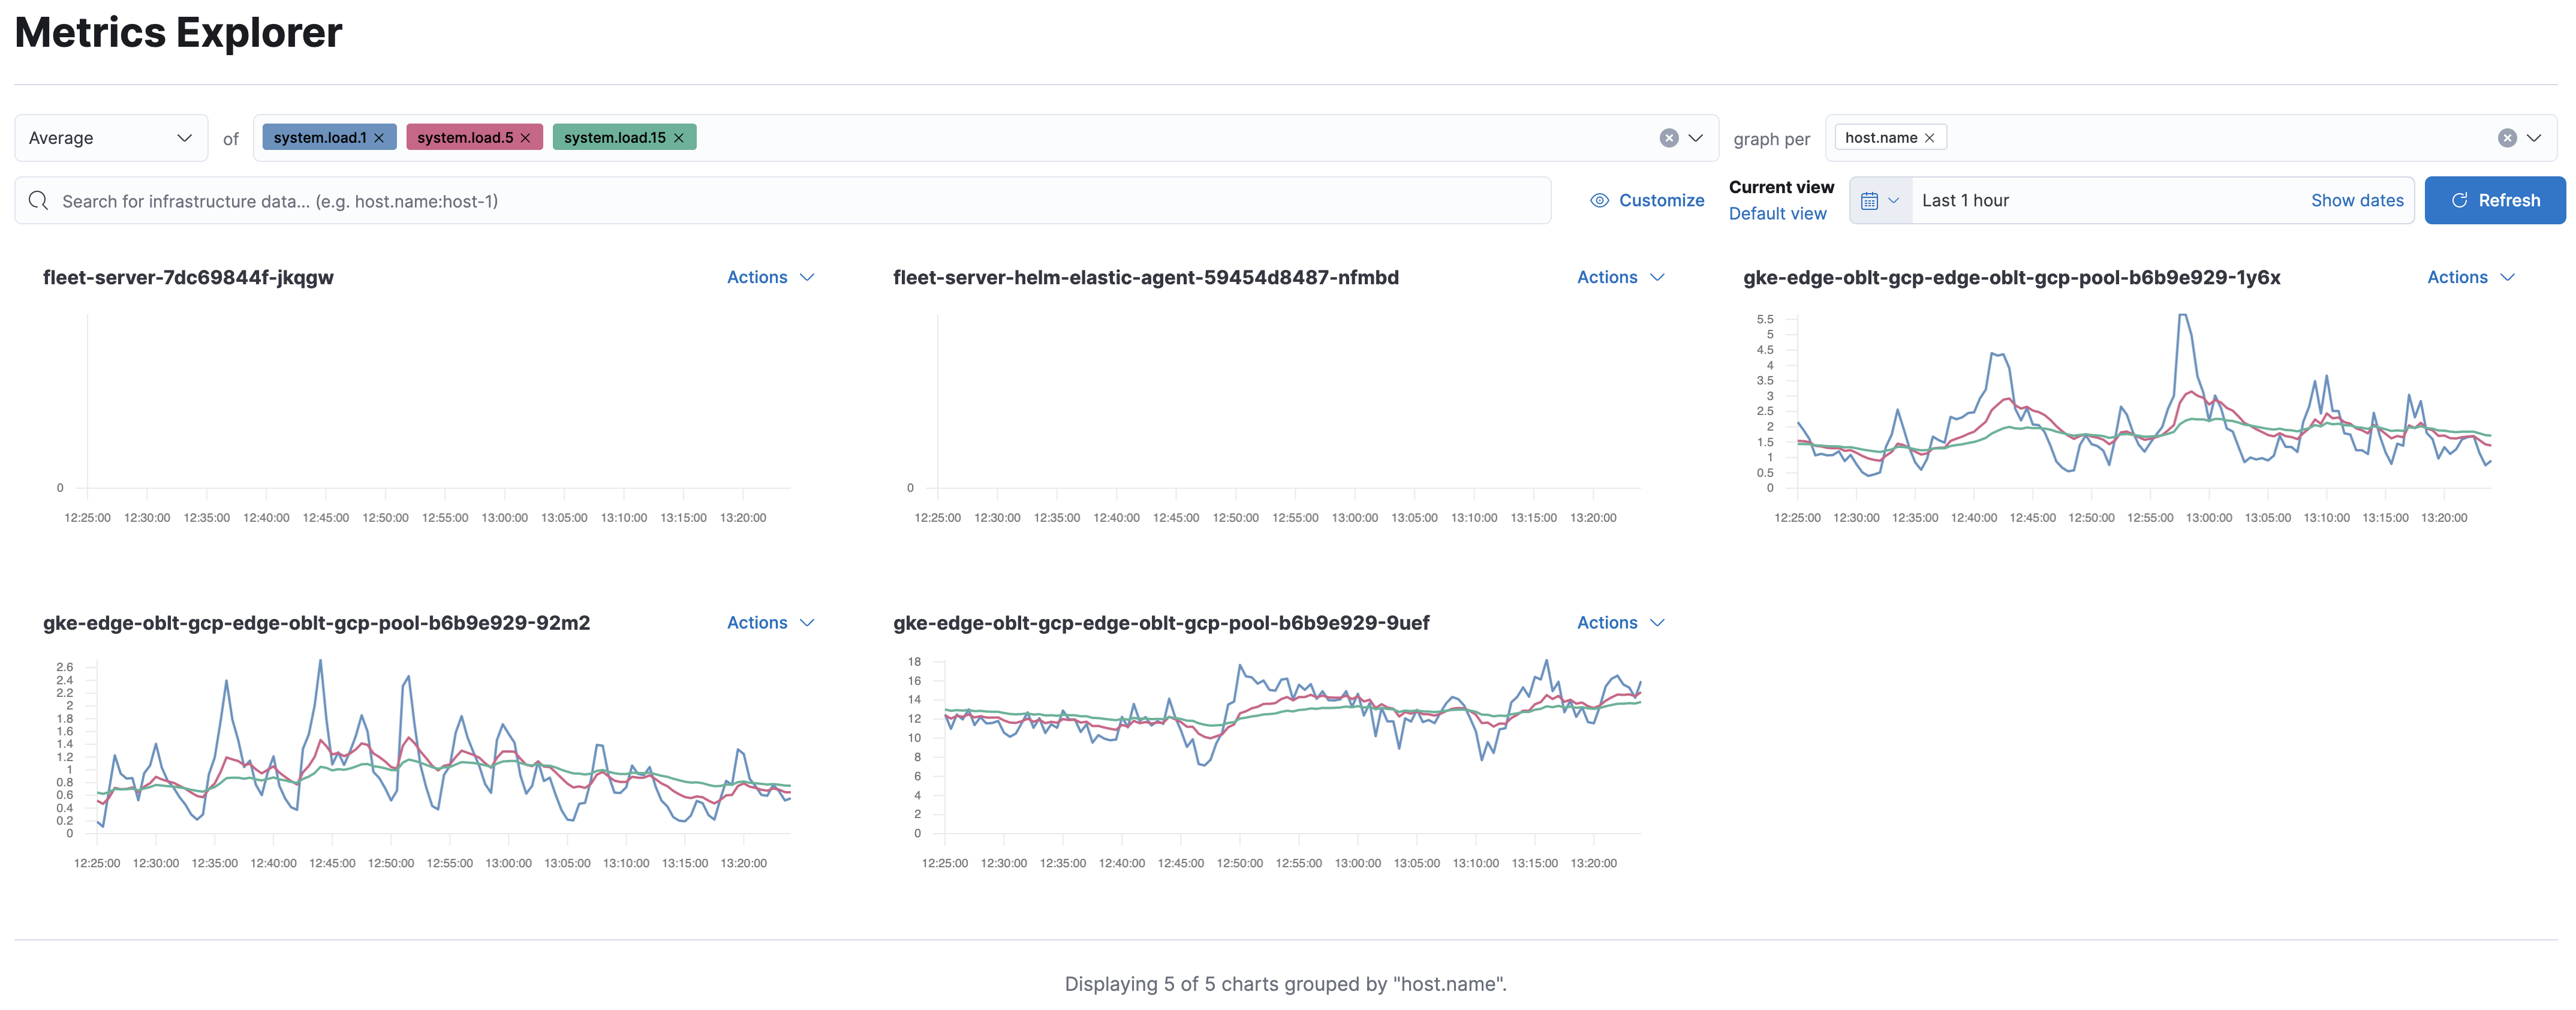 Metrics Explorer
Average of system.load.1 system.load.5 system.load.15 graph per host.name
Search for infrastructure data... (e.g. host.name:host-1) Customize Current view Default view Last 1 hour Show dates Refresh
fleet-server-7dc69844f-jkqgw Actions
0
12:25:00 12:30:00 12:35:00 12:40:00 12:45:00 12:50:00 12:55:00 13:00:00 13:05:00 13:10:00 13:15:00 13:20:00
fleet-server-helm-elastic-agent-59454d8487-nfmbd Actions
0
12:25:00 12:30:00 12:35:00 12:40:00 12:45:00 12:50:00 12:55:00 13:00:00 13:05:00 13:10:00 13:15:00 13:20:00
gke-edge-oblt-gcp-edge-oblt-gcp-pool-b6b9e929-1y6x Actions
5.5
5
4.5
4
3.5
3
2.5
2
1.5
1
0.5
0
12:25:00 12:30:00 12:35:00 12:40:00 12:45:00 12:50:00 12:55:00 13:00:00 13:05:00 13:10:00 13:15:00 13:20:00
gke-edge-oblt-gcp-edge-oblt-gcp-pool-b6b9e929-92m2 Actions
2.6
2.4
2.2
2
1.8
1.6
1.4
1.2
1
0.8
0.6
0.4
0.2
0
12:25:00 12:30:00 12:35:00 12:40:00 12:45:00 12:50:00 12:55:00 13:00:00 13:05:00 13:10:00 13:15:00 13:20:00
gke-edge-oblt-gcp-edge-oblt-gcp-pool-b6b9e929-9uef Actions
18
16
14
12
10
8
6
4
2
0
12:25:00 12:30:00 12:35:00 12:40:00 12:45:00 12:50:00 12:55:00 13:00:00 13:05:00 13:10:00 13:15:00 13:20:00
Displaying 5 of 5 charts grouped by "host.name".